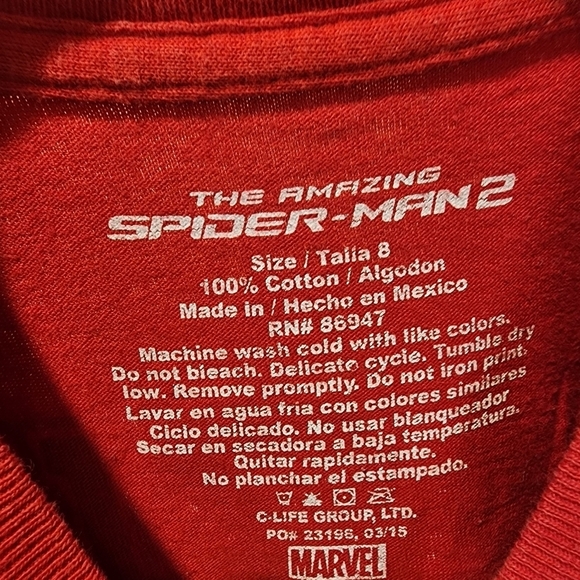 THE AMAZING
SPIDER-MAN 2
Size / Talla 8
100% Cotton / Algodon
Made in / Hecho en Mexico
RN# 86947
Machine wash cold with like colors.
Do not bleach. Delicate cycle. Tumble dry
low. Remove promptly. Do not iron print.
Lavar en agua fria con colores similares
Ciclo delicado. No usar blanqueador
Secar en secadora a baja temperatura.
Quitar rapidamente.
No planchar el estampado.
C-LIFE GROUP, LTD.
PO# 23198, 03/15
MARVEL